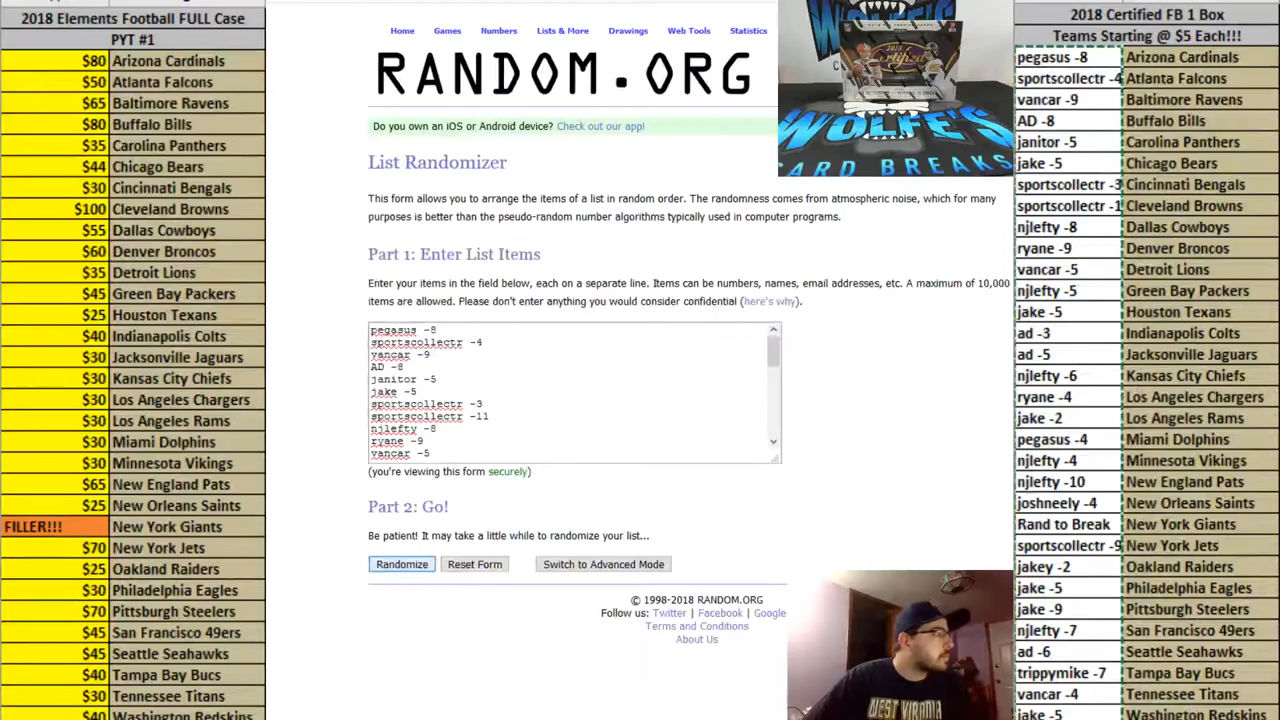 2018 Elements Football FULL Case
PYT #1
$80 Arizona Cardinals
$50 Atlanta Falcons
$65 Baltimore Ravens
$80 Buffalo Bills
$35 Carolina Panthers
$44 Chicago Bears
$30 Cincinnati Bengals
$100 Cleveland Browns
$55 Dallas Cowboys
$60 Denver Broncos
$35 Detroit Lions
$45 Green Bay Packers
$25 Houston Texans
$40 Indianapolis Colts
$30 Jacksonville Jaguars
$30 Kansas City Chiefs
$30 Los Angeles Chargers
$30 Los Angeles Rams
$30 Miami Dolphins
$30 Minnesota Vikings
$65 New England Pats
$25 New Orleans Saints
FILLER!!! New York Giants
$70 New York Jets
$25 Oakland Raiders
$30 Philadelphia Eagles
$70 Pittsburgh Steelers
$45 San Francisco 49ers
$45 Seattle Seahawks
$40 Tampa Bay Bucs
$30 Tennessee Titans
$40 Washington Redskins
Home Games Numbers Lists & More Drawings Web Tools Statistics
RANDOM.ORG
Do you own an iOS or Android device? Check out our app!
List Randomizer
This form allows you to arrange the items of a list in random order. The randomness comes from atmospheric noise, which for many
purposes is better than the pseudo-random number algorithms typically used in computer programs.
Part 1: Enter List Items
Enter your items in the field below, each on a separate line. Items can be numbers, names, email addresses, etc. A maximum of 10,000
items are allowed. Please don't enter anything you would consider confidential (here's why).
pegasus -8
sportscollectr -4
vancar -9
AD -8
janitor -5
jake -5
sportscollectr -3
sportscollectr -11
njlefty -8
ryane -9
vancar -5
(you're viewing this form securely)
Part 2: Go!
Be patient! It may take a little while to randomize your list...
Randomize Reset Form Switch to Advanced Mode
© 1998-2018 RANDOM.ORG
Follow us: Twitter | Facebook | Google
Terms and Conditions
About Us
2018
Certified
WOLFE'S
CARD BREAKS
WEST VIRGINIA
2018 Certified FB 1 Box
Teams Starting @ $5 Each!!!
pegasus -8 Arizona Cardinals
sportscollectr -4 Atlanta Falcons
vancar -9 Baltimore Ravens
AD -8 Buffalo Bills
janitor -5 Carolina Panthers
jake -5 Chicago Bears
sportscollectr -3 Cincinnati Bengals
sportscollectr -1 Cleveland Browns
njlefty -8 Dallas Cowboys
ryane -9 Denver Broncos
vancar -5 Detroit Lions
njlefty -5 Green Bay Packers
jake -5 Houston Texans
ad -3 Indianapolis Colts
ad -5 Jacksonville Jaguars
njlefty -6 Kansas City Chiefs
ryane -4 Los Angeles Chargers
jake -2 Los Angeles Rams
pegasus -4 Miami Dolphins
njlefty -4 Minnesota Vikings
njlefty -10 New England Pats
joshneely -4 New Orleans Saints
Rand to Break New York Giants
sportscollectr -9 New York Jets
jakey -2 Oakland Raiders
jake -5 Philadelphia Eagles
jake -9 Pittsburgh Steelers
njlefty -7 San Francisco 49ers
ad -6 Seattle Seahawks
trippymike -7 Tampa Bay Bucs
vancar -4 Tennessee Titans
jake -5 Washington Redskins